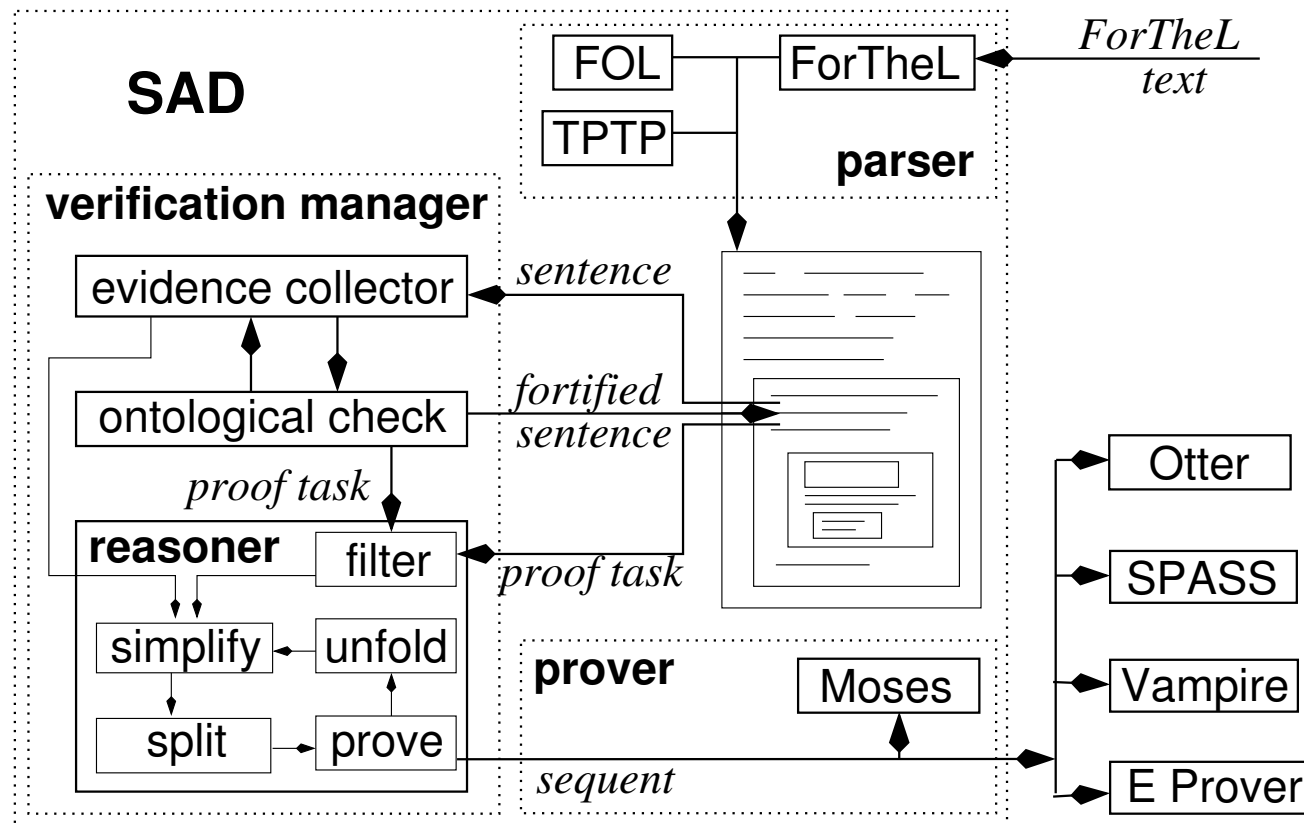 SAD
FOL
ForTheL
ForTheL
text
TPTP
parser
verification manager
evidence collector
sentence
ontological check
fortified
sentence
proof task
reasoner
filter
proof task
simplify
unfold
split
prove
prover
Moses
sequent
Otter
SPASS
Vampire
E Prover